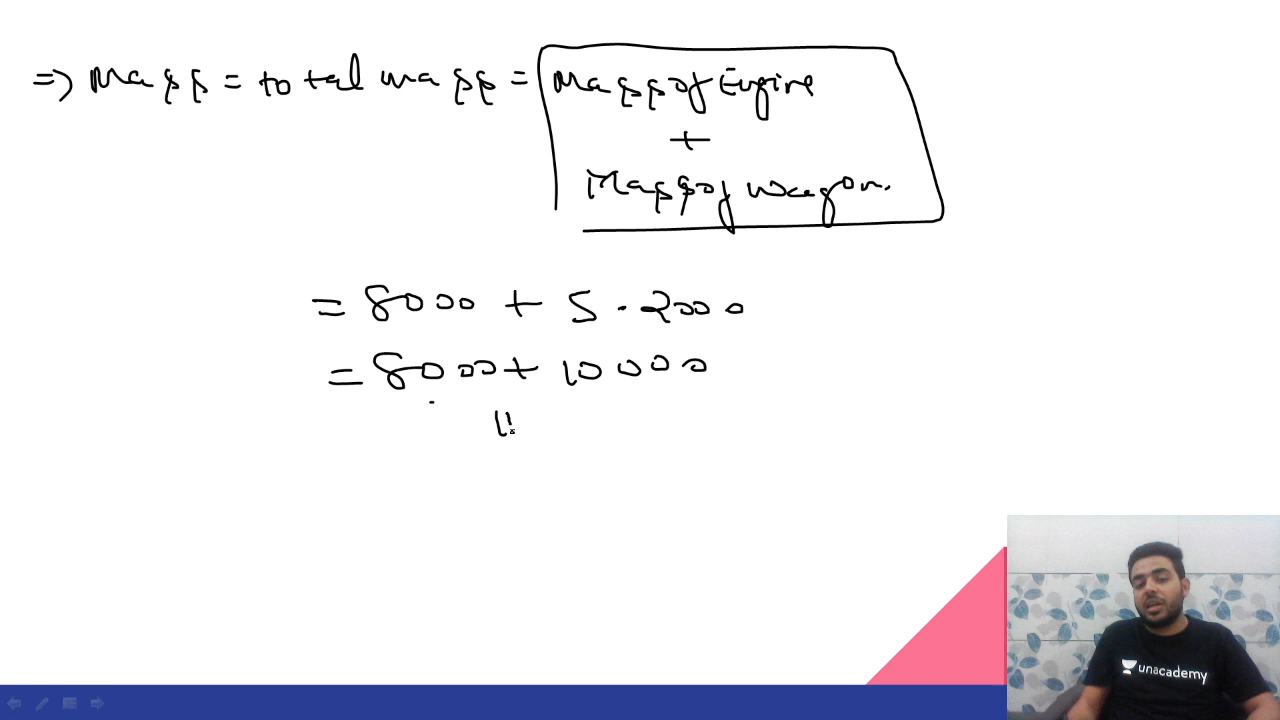 => Mass = total mass = Mass of Engine
+
Mass of Wagon.
= 8000 + 5 . 2000
= 8000 + 10000
unacademy